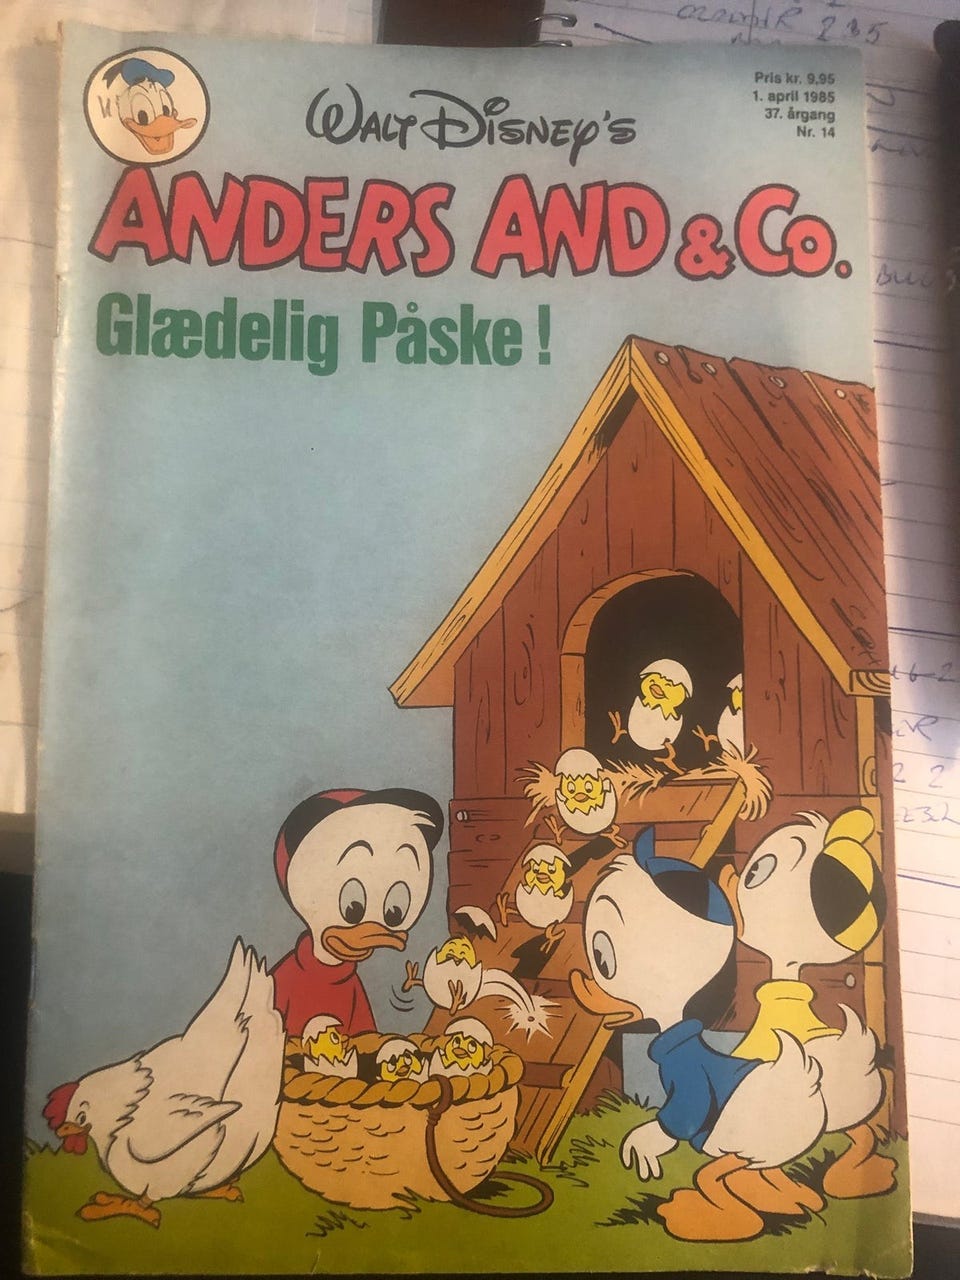 WALT DISNEY'S
Pris kr. 9,95
1. april 1985
37. årgang
Nr. 14
ANDERS AND & Co.
Glædelig Påske!